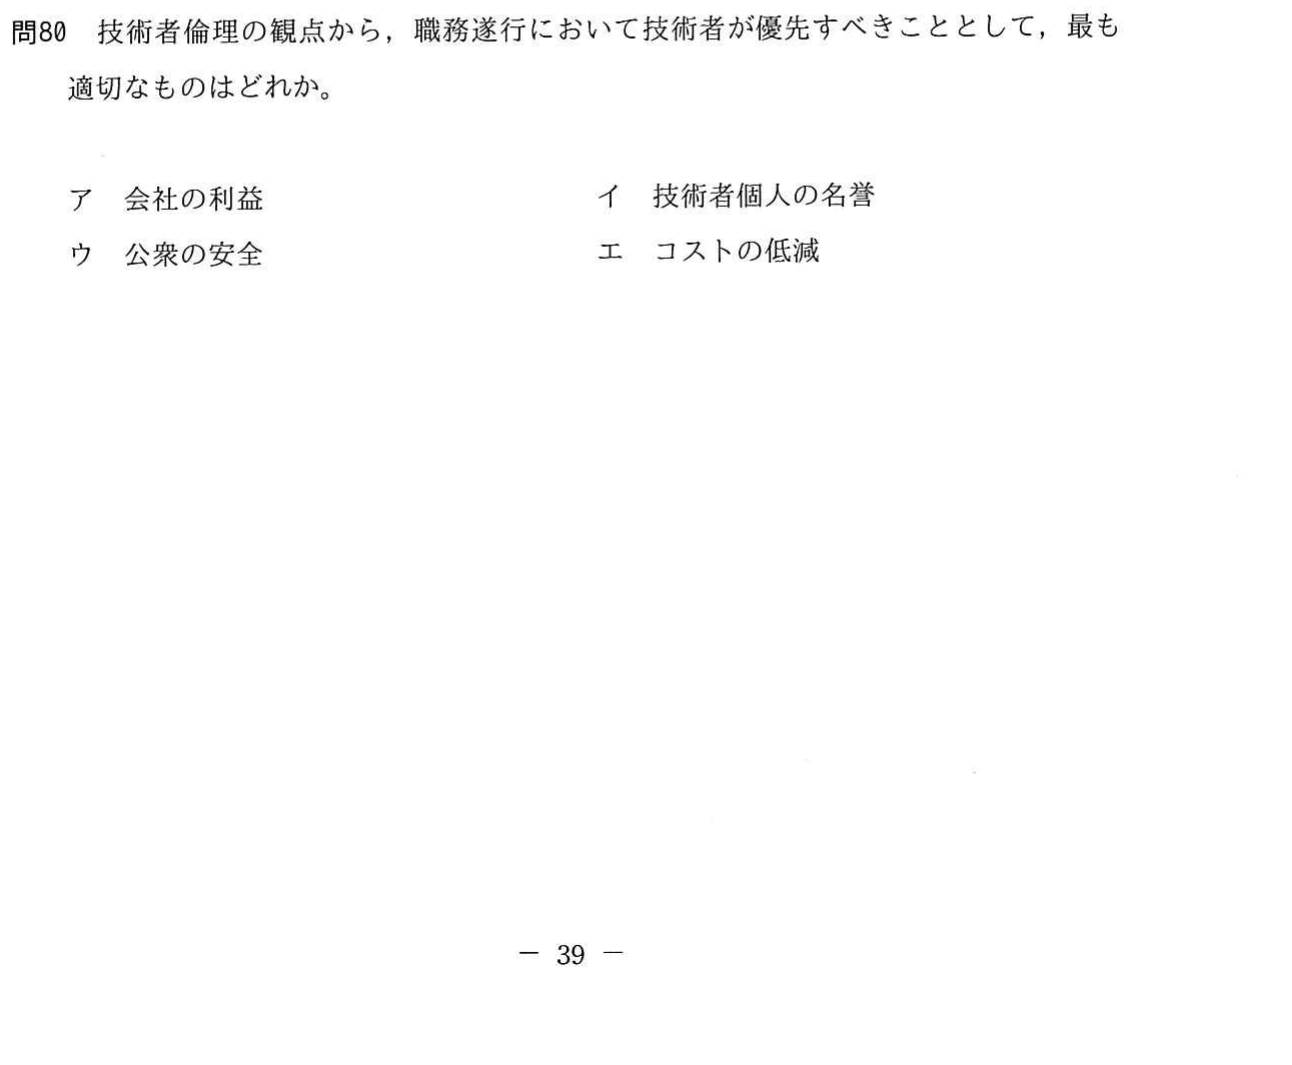 問80　技術者倫理の観点から，職務遂行において技術者が優先すべきこととして，最も
適切なものはどれか。
ア　会社の利益　　イ　技術者個人の名誉
ウ　公衆の安全　　エ　コストの低減
－ 39 －